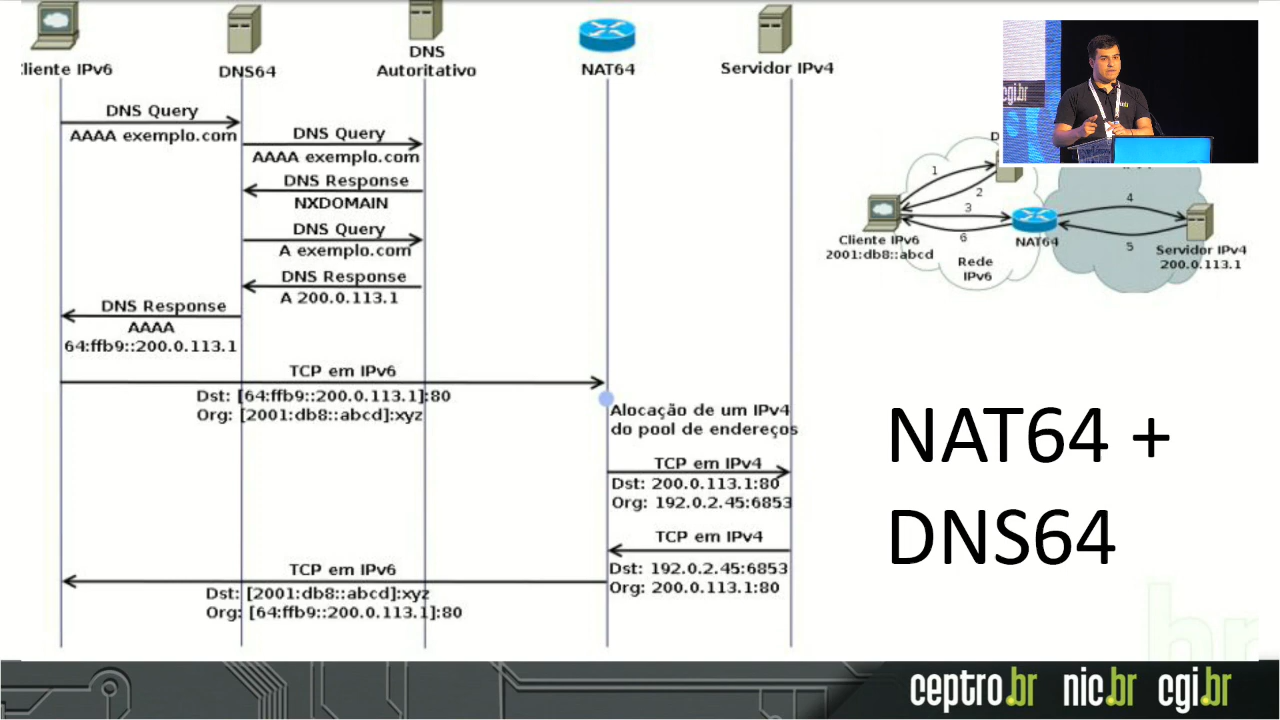 Cliente IPv6
DNS64
DNS
Autoritativo
NAT64
Servidor IPv4
DNS Query
AAAA exemplo.com
DNS Query
AAAA exemplo.com
DNS Response
NXDOMAIN
DNS Query
A exemplo.com
DNS Response
A 200.0.113.1
DNS Response
AAAA
64:ffb9::200.0.113.1
TCP em IPv6
Dst: [64:ffb9::200.0.113.1]:80
Org: [2001:db8::abcd]:xyz
Alocação de um IPv4
do pool de endereços
TCP em IPv4
Dst: 200.0.113.1:80
Org: 192.0.2.45:6853
TCP em IPv4
Dst: 192.0.2.45:6853
Org: 200.0.113.1:80
TCP em IPv6
Dst: [2001:db8::abcd]:xyz
Org: [64:ffb9::200.0.113.1]:80
cgi.br
1
2
3
4
5
6
Cliente IPv6
2001:db8::abcd
NAT64
Rede
IPv6
Servidor IPv4
200.0.113.1
NAT64 +
DNS64
br
ceptro.br nic.br cgi.br